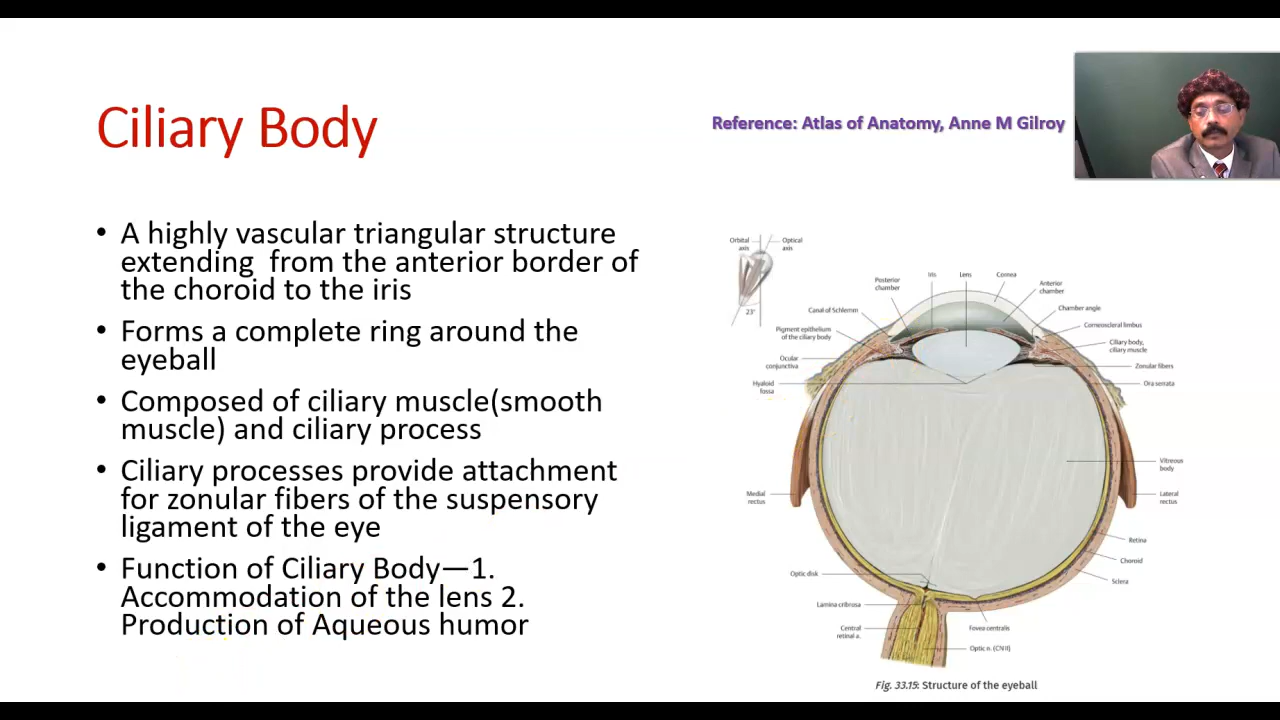 Ciliary Body
Reference: Atlas of Anatomy, Anne M Gilroy
• A highly vascular triangular structure
extending  from the anterior border of
the choroid to the iris
• Forms a complete ring around the
eyeball
• Composed of ciliary muscle(smooth
muscle) and ciliary process
• Ciliary processes provide attachment
for zonular fibers of the suspensory
ligament of the eye
• Function of Ciliary Body—1.
Accommodation of the lens 2.
Production of Aqueous humor
Orbital
axis
Optical
axis
23°
Posterior
chamber
Iris
Lens
Cornea
Anterior
chamber
Canal of Schlemm
Chamber angle
Pigment epithelium
of the ciliary body
Corneoscleral limbus
Ciliary body,
ciliary muscle
Ocular
conjunctiva
Zonular fibers
Hyaloid
fossa
Ora serrata
Vitreous
body
Medial
rectus
Lateral
rectus
Retina
Choroid
Sclera
Optic disk
Lamina cribrosa
Central
retinal a.
Fovea centralis
Optic n. (CN II)
Fig. 33.15: Structure of the eyeball